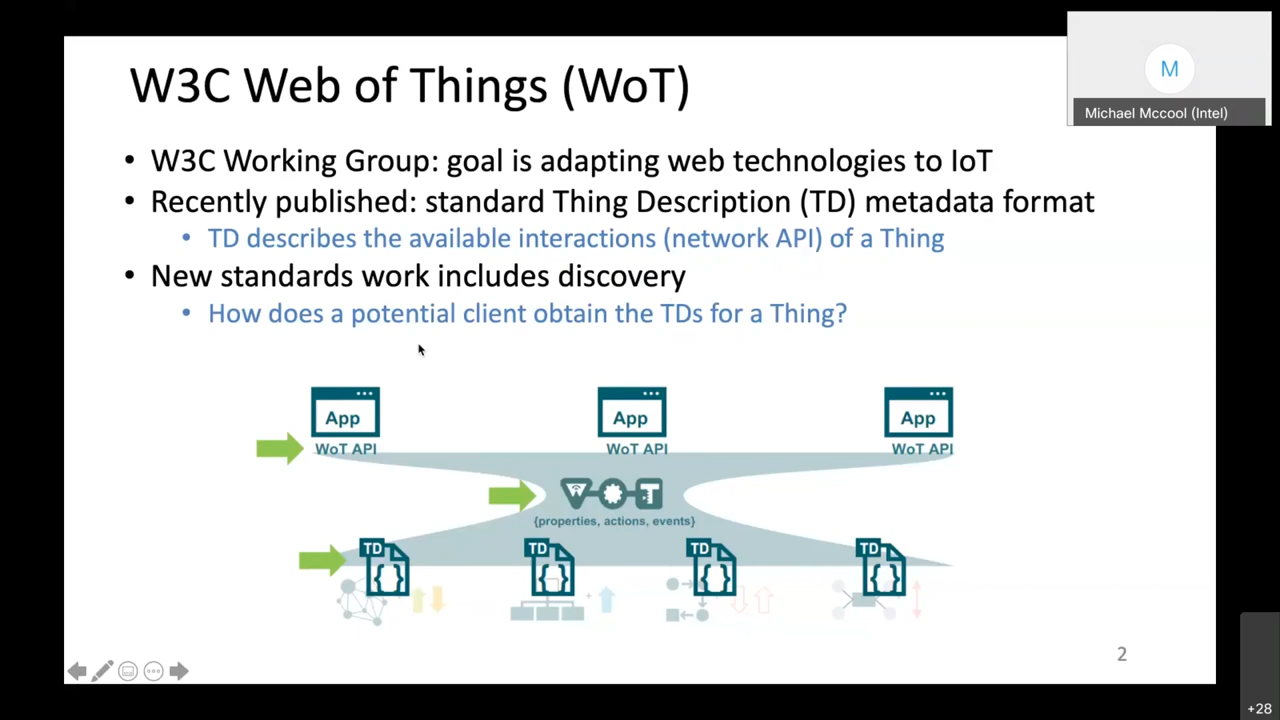 W3C Web of Things (WoT)
M
Michael Mccool (Intel)
• W3C Working Group: goal is adapting web technologies to IoT
• Recently published: standard Thing Description (TD) metadata format
• TD describes the available interactions (network API) of a Thing
• New standards work includes discovery
• How does a potential client obtain the TDs for a Thing?
App App App
WoT API WoT API WoT API
{properties, actions, events}
TD TD TD TD
{} {} {} {}
2
+28